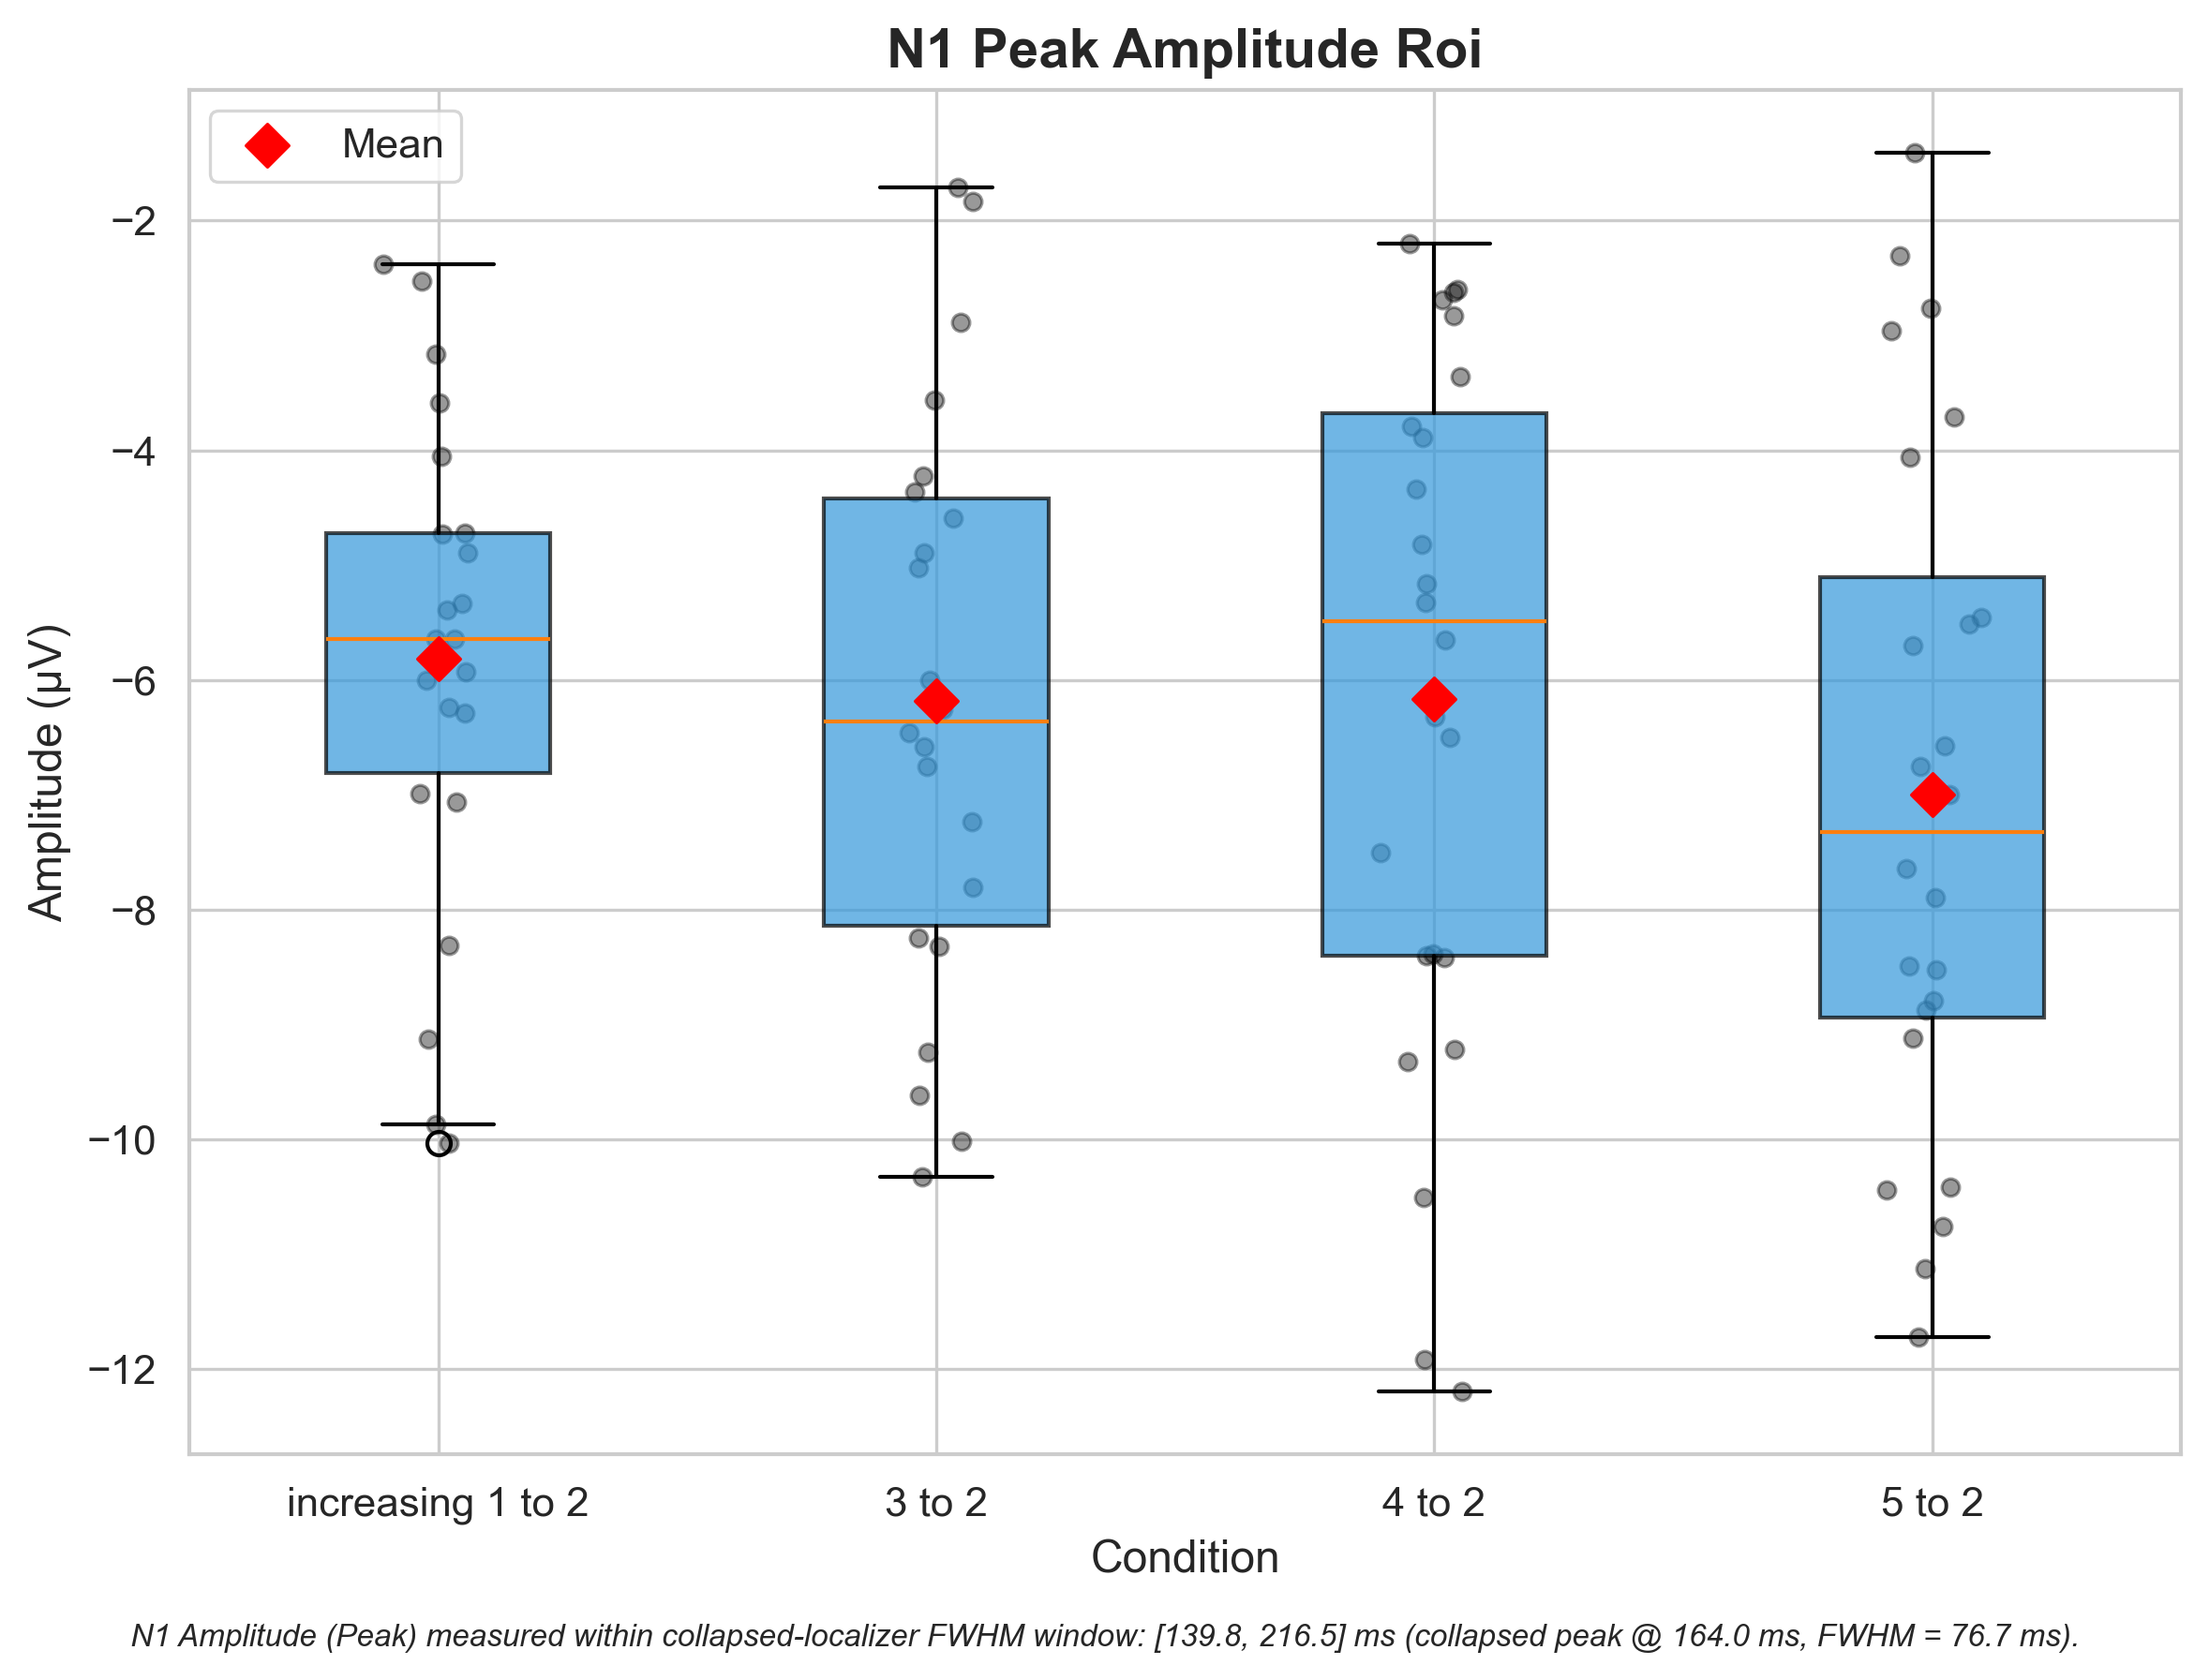 N1 Peak Amplitude Roi
Mean
−2
−4
−6
−8
−10
−12
Amplitude (μV)
increasing 1 to 2
3 to 2
4 to 2
5 to 2
Condition
N1 Amplitude (Peak) measured within collapsed-localizer FWHM window: [139.8, 216.5] ms (collapsed peak @ 164.0 ms, FWHM = 76.7 ms).